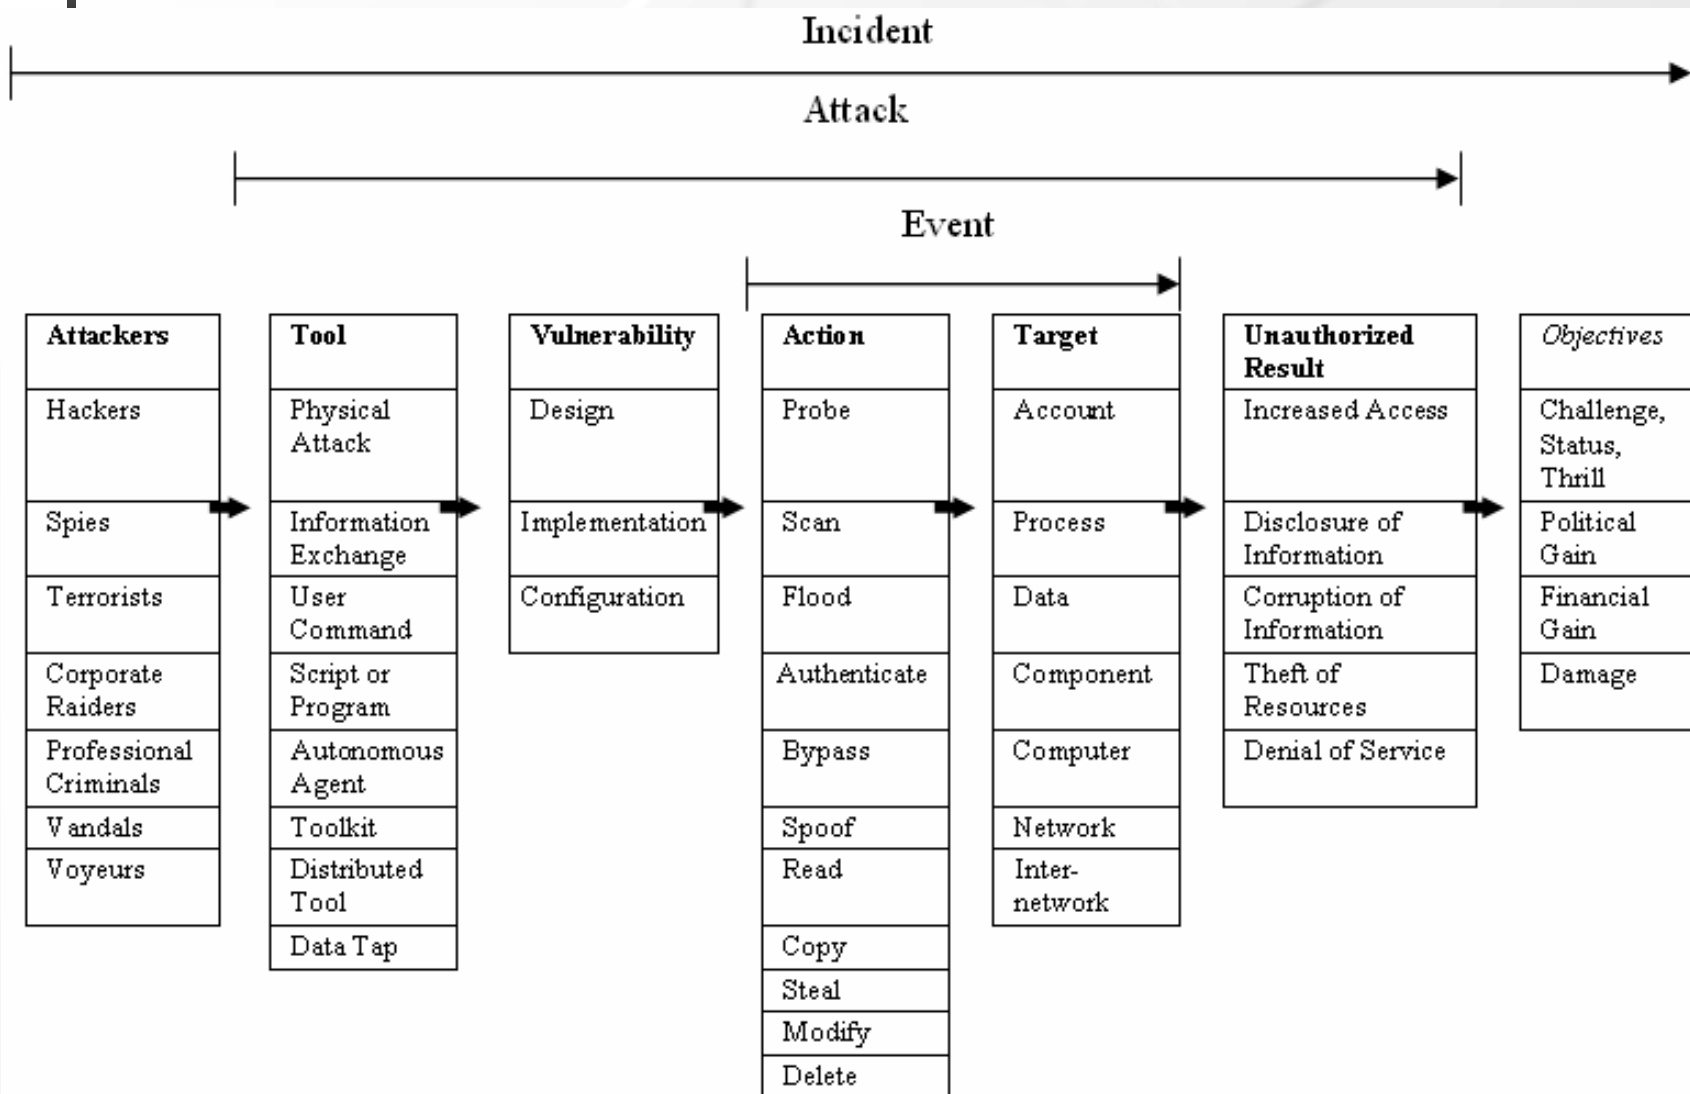 Incident
Attack
Event
Attackers
Hackers
Spies
Terrorists
Corporate
Raiders
Professional
Criminals
Vandals
Voyeurs
Tool
Physical
Attack
Information
Exchange
User
Command
Script or
Program
Autonomous
Agent
Toolkit
Distributed
Tool
Data Tap
Vulnerability
Design
Implementation
Configuration
Action
Probe
Scan
Flood
Authenticate
Bypass
Spoof
Read
Copy
Steal
Modify
Delete
Target
Account
Process
Data
Component
Computer
Network
Inter-
network
Unauthorized
Result
Increased Access
Disclosure of
Information
Corruption of
Information
Theft of
Resources
Denial of Service
Objectives
Challenge,
Status,
Thrill
Political
Gain
Financial
Gain
Damage